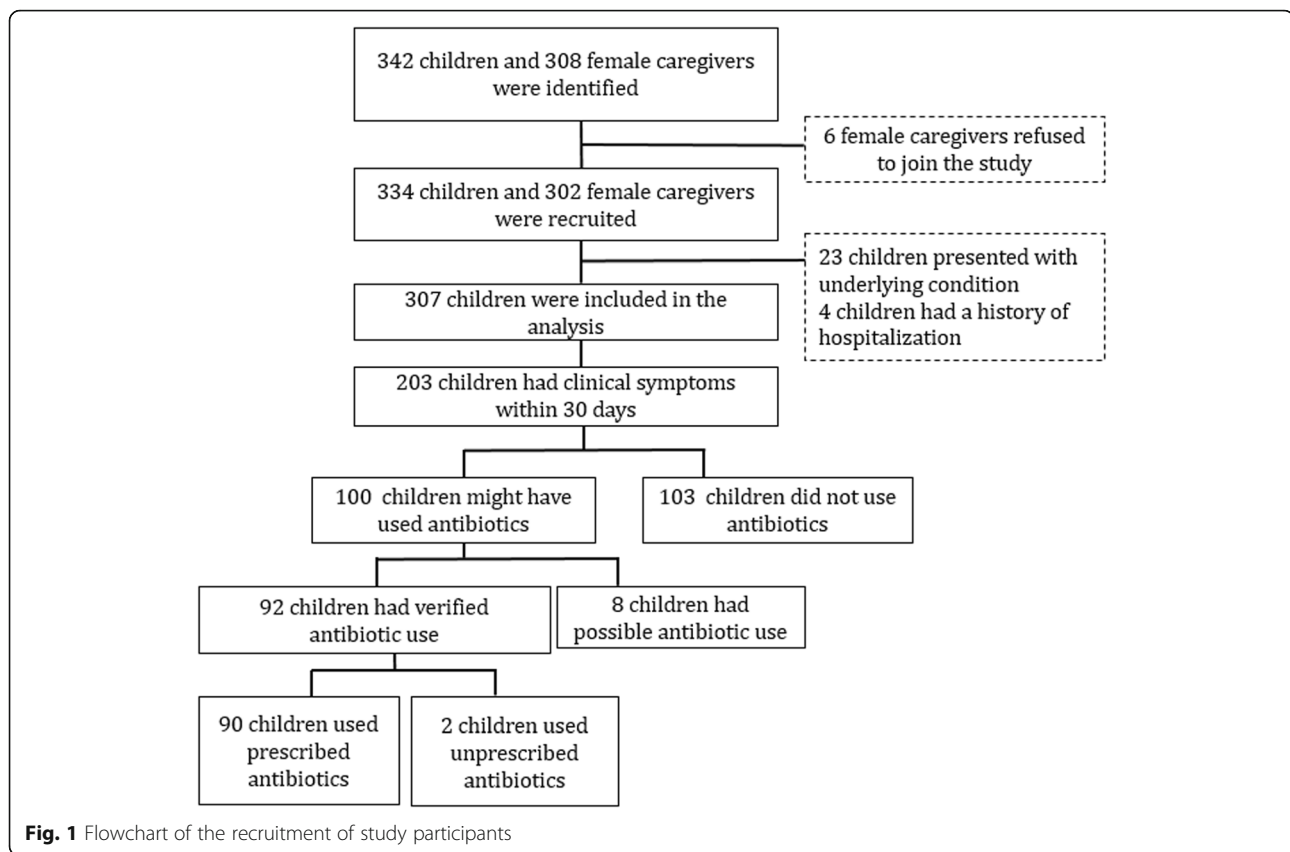 342 children and 308 female caregivers
were identified
6 female caregivers refused
to join the study
334 children and 302 female caregivers
were recruited
23 children presented with
underlying condition
4 children had a history of
hospitalization
307 children were included in the
analysis
203 children had clinical symptoms
within 30 days
100 children might have
used antibiotics
103 children did not use
antibiotics
92 children had verified
antibiotic use
8 children had
possible antibiotic use
90 children used
prescribed
antibiotics
2 children used
unprescribed
antibiotics
Fig. 1 Flowchart of the recruitment of study participants